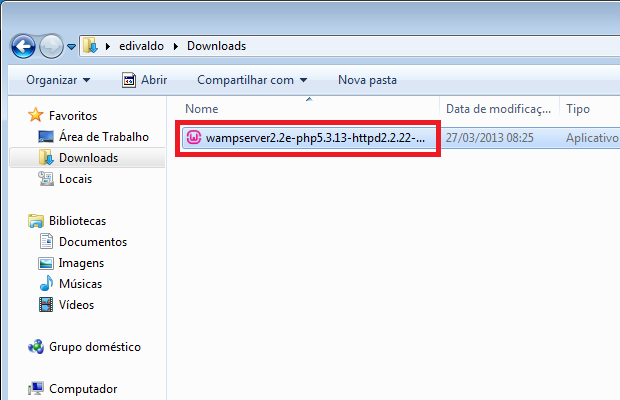 edivaldo Downloads
Organizar Abrir Compartilhar com Nova pasta
Favoritos
Área de Trabalho
Downloads
Locais
Bibliotecas
Documentos
Imagens
Músicas
Vídeos
Grupo doméstico
Computador
Nome Data de modificaç... Tipo
wampserver2.2e-php5.3.13-httpd2.2.22-... 27/03/2013 08:25 Aplicativo